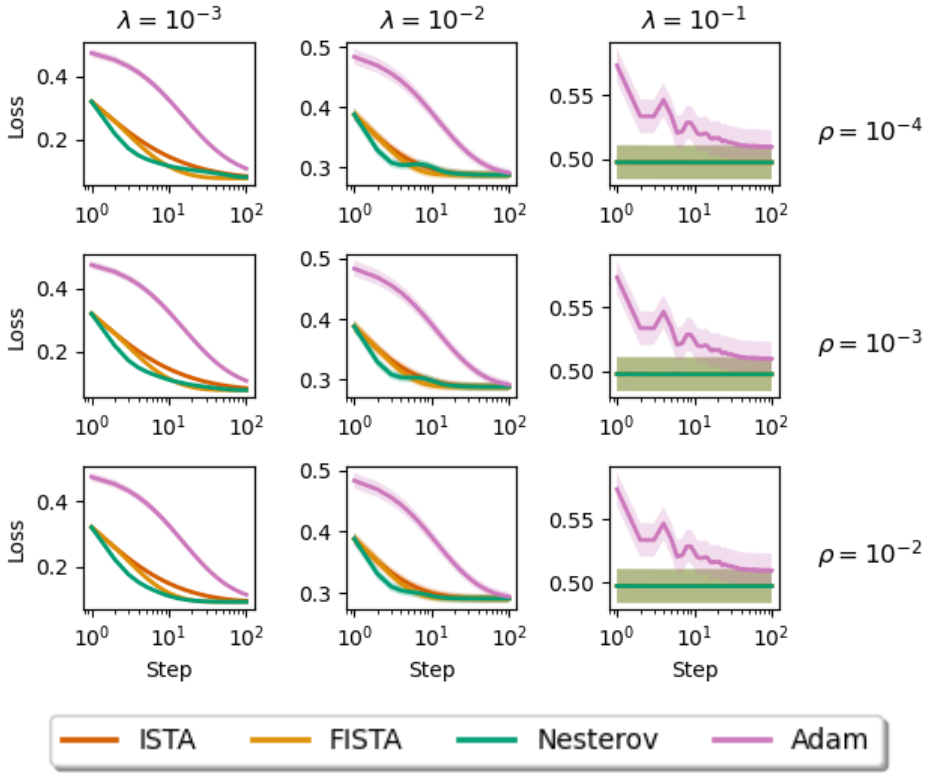 λ = 10⁻³ λ = 10⁻² λ = 10⁻¹
Loss 0.4 0.2 0.5 0.4 0.3 0.55 0.50 ρ = 10⁻⁴
10⁰ 10¹ 10² 10⁰ 10¹ 10² 10⁰ 10¹ 10²
Loss 0.4 0.2 0.5 0.4 0.3 0.55 0.50 ρ = 10⁻³
10⁰ 10¹ 10² 10⁰ 10¹ 10² 10⁰ 10¹ 10²
Loss 0.4 0.2 0.5 0.4 0.3 0.55 0.50 ρ = 10⁻²
10⁰ 10¹ 10² 10⁰ 10¹ 10² 10⁰ 10¹ 10²
Step Step Step
ISTA FISTA Nesterov Adam